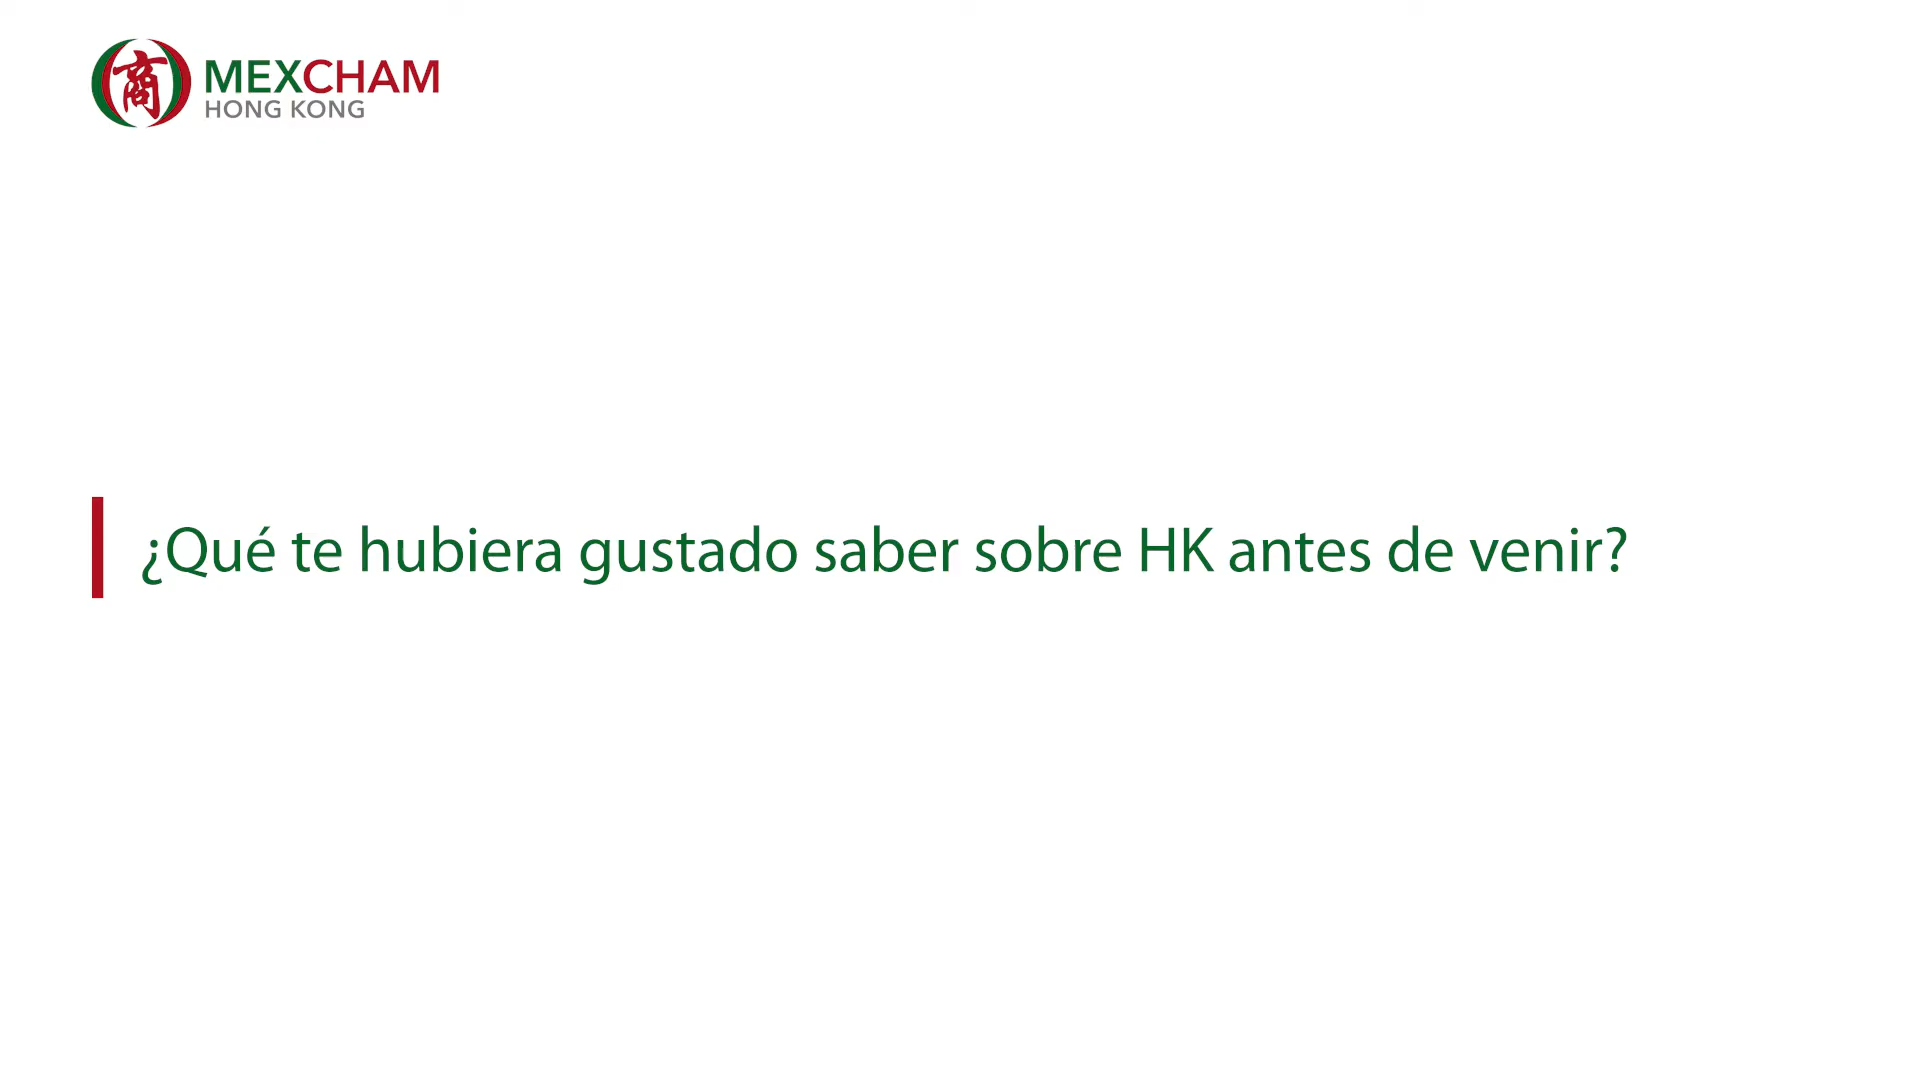 商
MEXCHAM
HONG KONG
¿Qué te hubiera gustado saber sobre HK antes de venir?